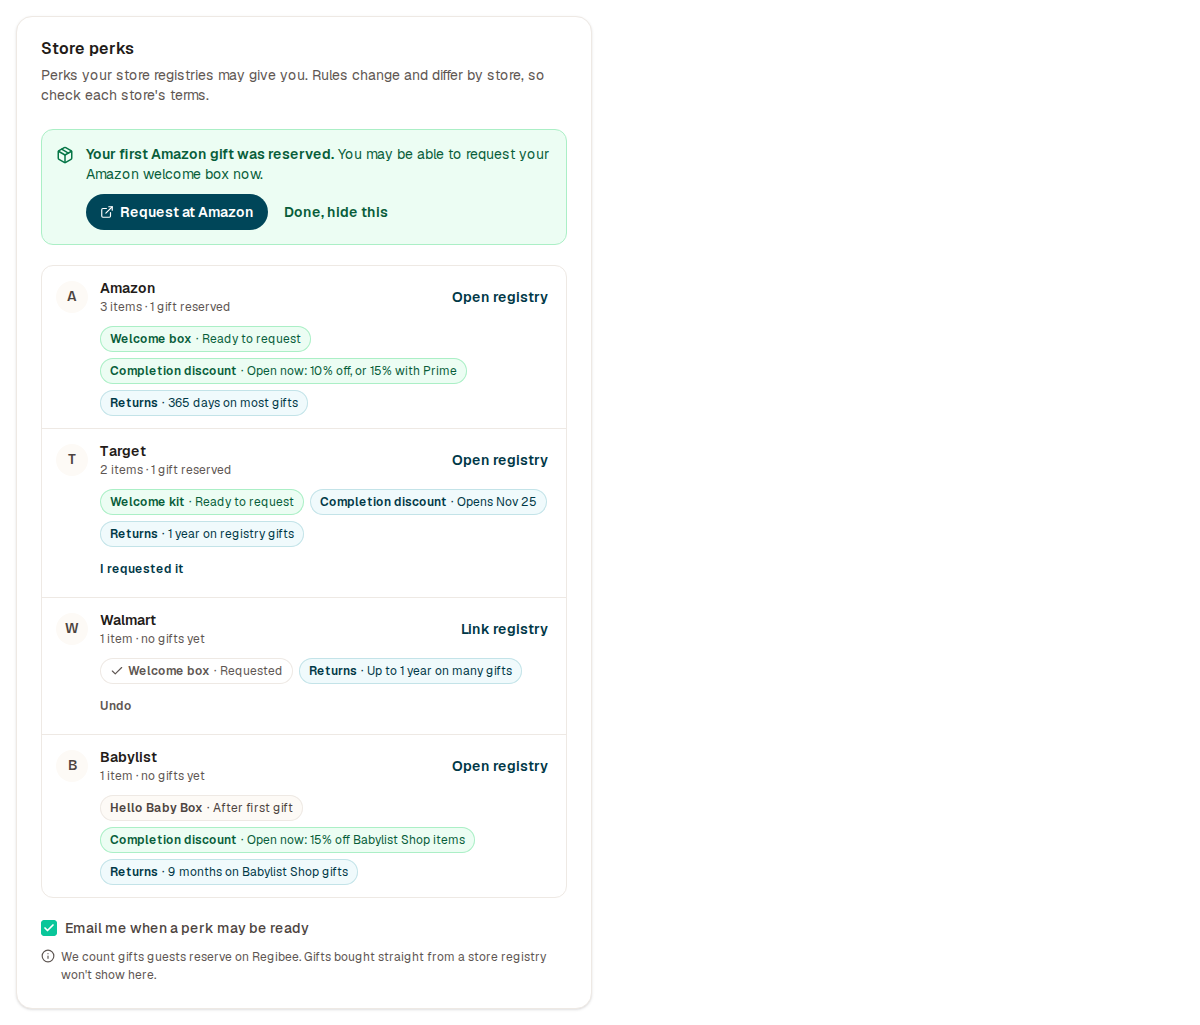 Store perks
Perks your store registries may give you. Rules change and differ by store, so
check each store's terms.
Your first Amazon gift was reserved. You may be able to request your
Amazon welcome box now.
Request at Amazon
Done, hide this
A
Amazon
3 items · 1 gift reserved
Open registry
Welcome box · Ready to request
Completion discount · Open now: 10% off, or 15% with Prime
Returns · 365 days on most gifts
T
Target
2 items · 1 gift reserved
Open registry
Welcome kit · Ready to request
Completion discount · Opens Nov 25
Returns · 1 year on registry gifts
I requested it
W
Walmart
1 item · no gifts yet
Link registry
Welcome box · Requested
Returns · Up to 1 year on many gifts
Undo
B
Babylist
1 item · no gifts yet
Open registry
Hello Baby Box · After first gift
Completion discount · Open now: 15% off Babylist Shop items
Returns · 9 months on Babylist Shop gifts
Email me when a perk may be ready
We count gifts guests reserve on Regibee. Gifts bought straight from a store registry
won't show here.